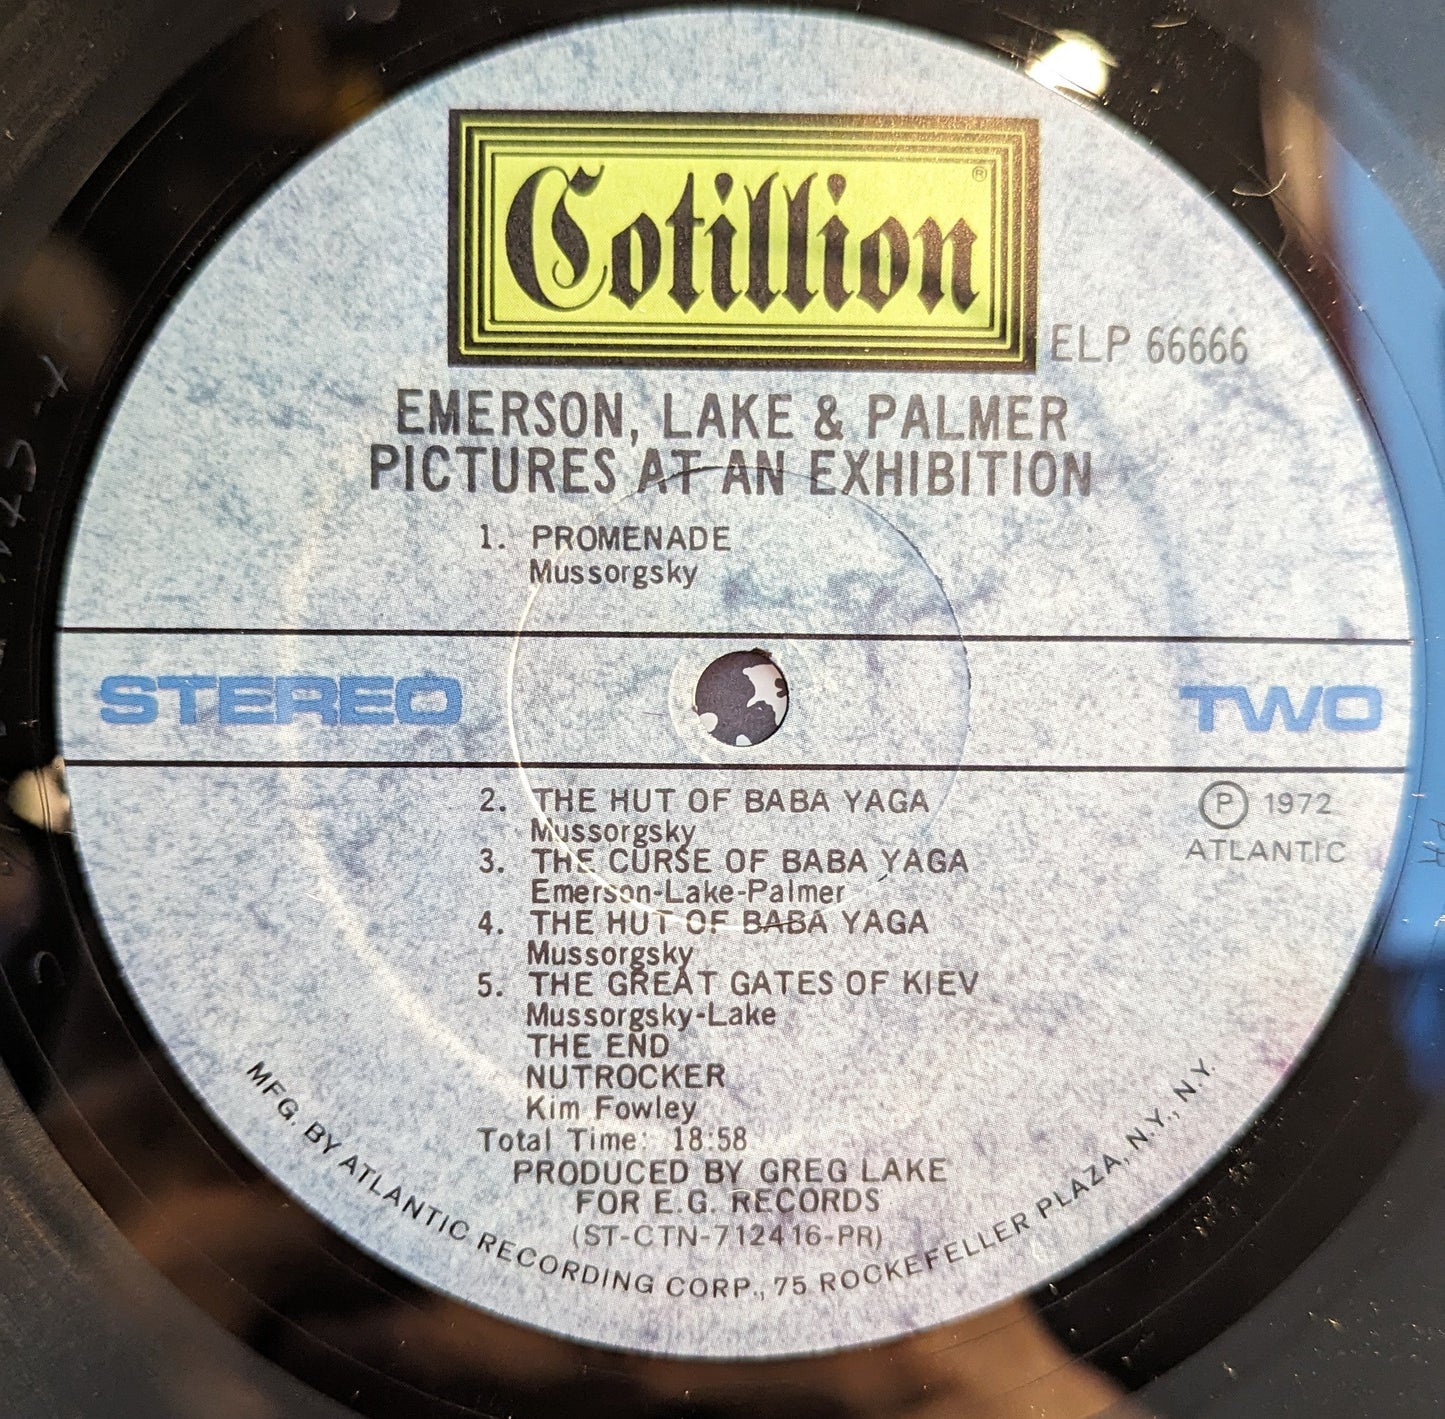 Cotillion ®
ELP 66666
EMERSON, LAKE & PALMER
PICTURES AT AN EXHIBITION
1. PROMENADE
Mussorgsky
STEREO
TWO
2. THE HUT OF BABA YAGA
Mussorgsky
3. THE CURSE OF BABA YAGA
Emerson-Lake-Palmer
4. THE HUT OF BABA YAGA
Mussorgsky
5. THE GREAT GATES OF KIEV
Mussorgsky-Lake
THE END
NUTROCKER
Kim Fowley
Total Time: 18:58
PRODUCED BY GREG LAKE
FOR E.G. RECORDS
(ST-CTN-712416-PR)
Ⓟ 1972
ATLANTIC
MFG. BY ATLANTIC RECORDING CORP., 75 ROCKEFELLER PLAZA, N.Y., N.Y.